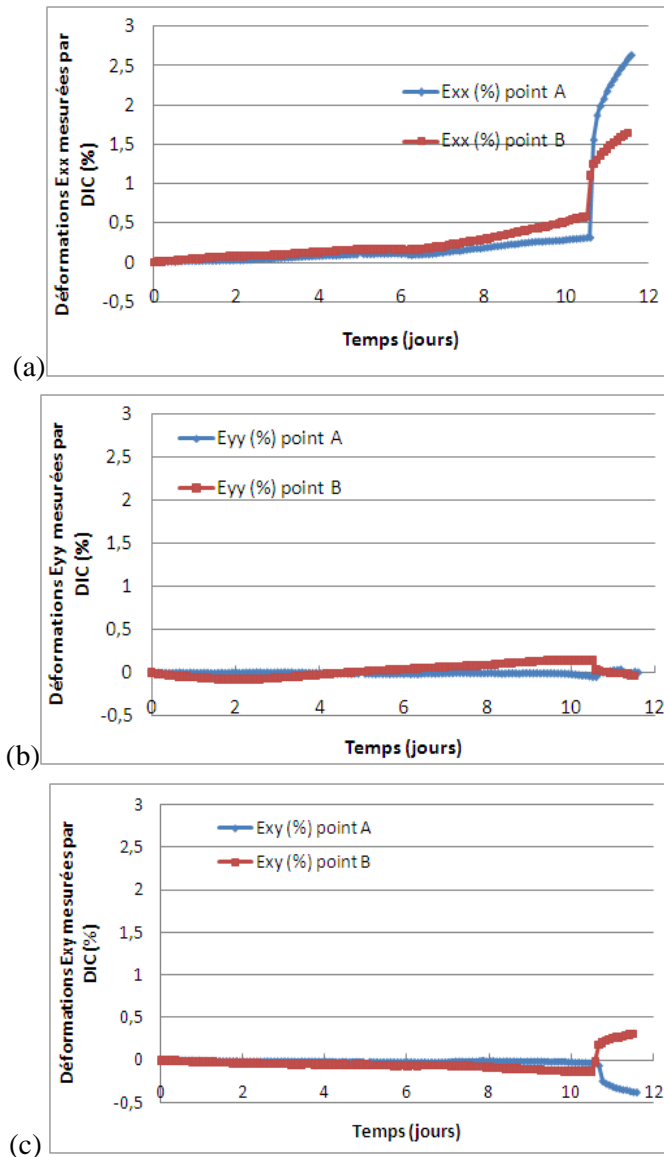 3
2,5
2
1,5
1
0,5
0
-0,5
Déformations Exx mesurées par
DIC (%)
Exx (%) point A
Exx (%) point B
0 2 4 6 8 10 12
Temps (jours)
(a)
3
2,5
2
1,5
1
0,5
0
-0,5
Déformations Eyy mesurées par
DIC (%)
Eyy (%) point A
Eyy (%) point B
0 2 4 6 8 10 12
Temps (jours)
(b)
3
2,5
2
1,5
1
0,5
0
-0,5
Déformations Exy mesurées par
DIC (%)
Exy (%) point A
Exy (%) point B
0 2 4 6 8 10 12
Temps (jours)
(c)